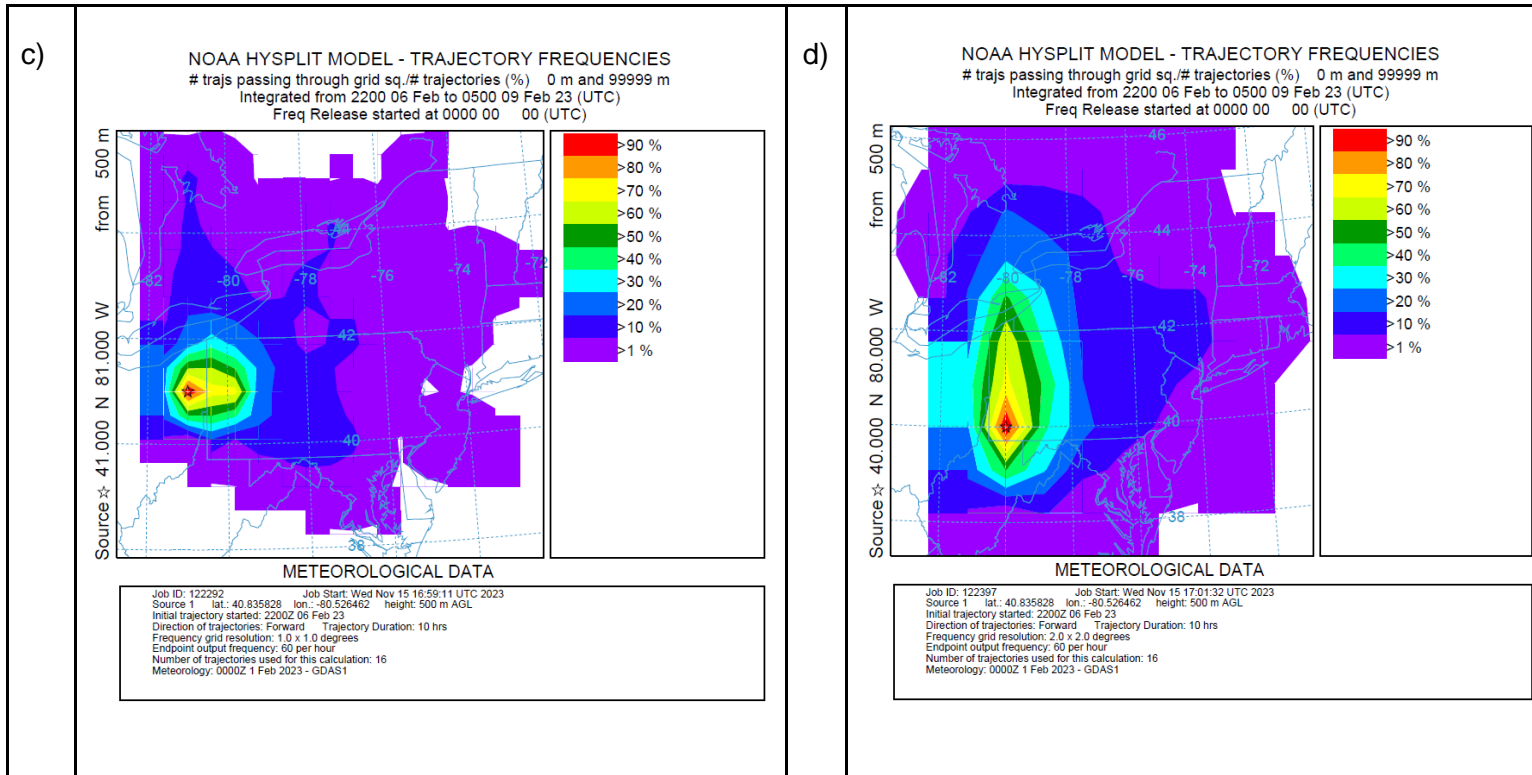 c)
NOAA HYSPLIT MODEL - TRAJECTORY FREQUENCIES
# trajs passing through grid sq./# trajectories (%) 0 m and 99999 m
Integrated from 2200 06 Feb to 0500 09 Feb 23 (UTC)
Freq Release started at 0000 00 00 (UTC)
Source ☆ 41.000 N 81.000 W from 500 m
44
-82
-80
-78
-76
-74
-72
42
40
38
>90 %
>80 %
>70 %
>60 %
>50 %
>40 %
>30 %
>20 %
>10 %
>1 %
METEOROLOGICAL DATA
Job ID: 122292 Job Start: Wed Nov 15 16:59:11 UTC 2023
Source 1 lat.: 40.835828 lon.: -80.526462 height: 500 m AGL
Initial trajectory started: 2200Z 06 Feb 23
Direction of trajectories: Forward Trajectory Duration: 10 hrs
Frequency grid resolution: 1.0 x 1.0 degrees
Endpoint output frequency: 60 per hour
Number of trajectories used for this calculation: 16
Meteorology: 0000Z 1 Feb 2023 - GDAS1
d)
NOAA HYSPLIT MODEL - TRAJECTORY FREQUENCIES
# trajs passing through grid sq./# trajectories (%) 0 m and 99999 m
Integrated from 2200 06 Feb to 0500 09 Feb 23 (UTC)
Freq Release started at 0000 00 00 (UTC)
Source ☆ 40.000 N 80.000 W from 500 m
46
44
-82
-80
-78
-76
-74
-72
42
40
38
>90 %
>80 %
>70 %
>60 %
>50 %
>40 %
>30 %
>20 %
>10 %
>1 %
METEOROLOGICAL DATA
Job ID: 122397 Job Start: Wed Nov 15 17:01:32 UTC 2023
Source 1 lat.: 40.835828 lon.: -80.526462 height: 500 m AGL
Initial trajectory started: 2200Z 06 Feb 23
Direction of trajectories: Forward Trajectory Duration: 10 hrs
Frequency grid resolution: 2.0 x 2.0 degrees
Endpoint output frequency: 60 per hour
Number of trajectories used for this calculation: 16
Meteorology: 0000Z 1 Feb 2023 - GDAS1